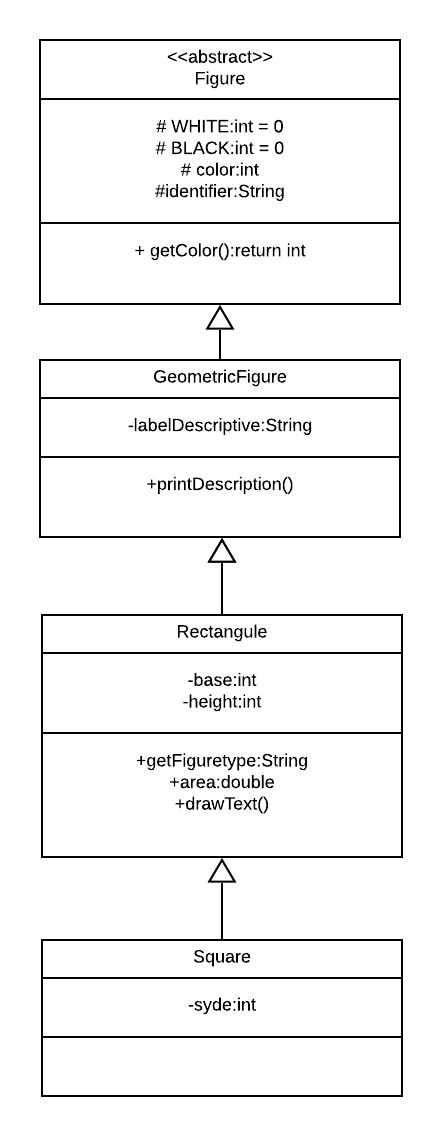 <<abstract>>
Figure
# WHITE:int = 0
# BLACK:int = 0
# color:int
#identifier:String
+ getColor():return int
GeometricFigure
-labelDescriptive:String
+printDescription()
Rectangule
-base:int
-height:int
+getFiguretype:String
+area:double
+drawText()
Square
-syde:int